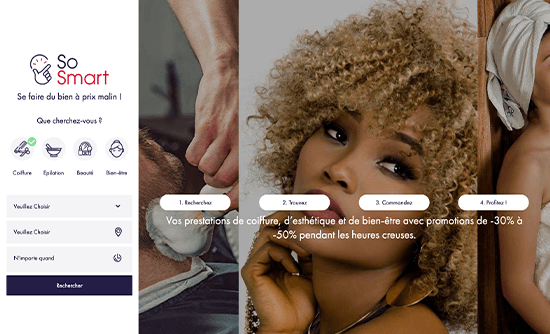 So
Smart
Se faire du bien à prix malin !
Que cherchez-vous ?
Coiffure
Epilation
Beauté
Bien-être
Veuillez Choisir
Veuillez Choisir
N'importe quand
Rechercher
1. Recherchez
2. Trouvez
3. Commandez
4. Profitez !
Vos prestations de coiffure, d'esthétique et de bien-être avec promotions de -30% à
-50% pendant les heures creuses.